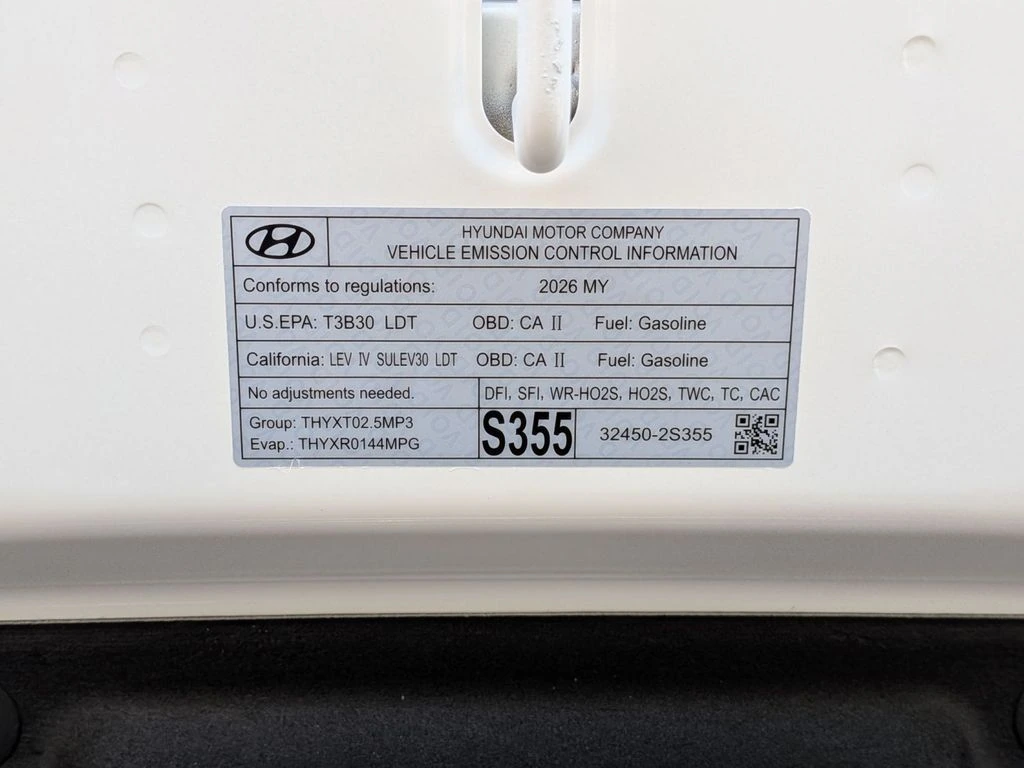 HYUNDAI MOTOR COMPANY
VEHICLE EMISSION CONTROL INFORMATION
Conforms to regulations: 2026 MY
U.S.EPA: T3B30 LDT OBD: CA II Fuel: Gasoline
California: LEV IV SULEV30 LDT OBD: CA II Fuel: Gasoline
No adjustments needed. DFI, SFI, WR-HO2S, HO2S, TWC, TC, CAC
Group: THYXT02.5MP3
Evap.: THYXR0144MPG
S355
32450-2S355